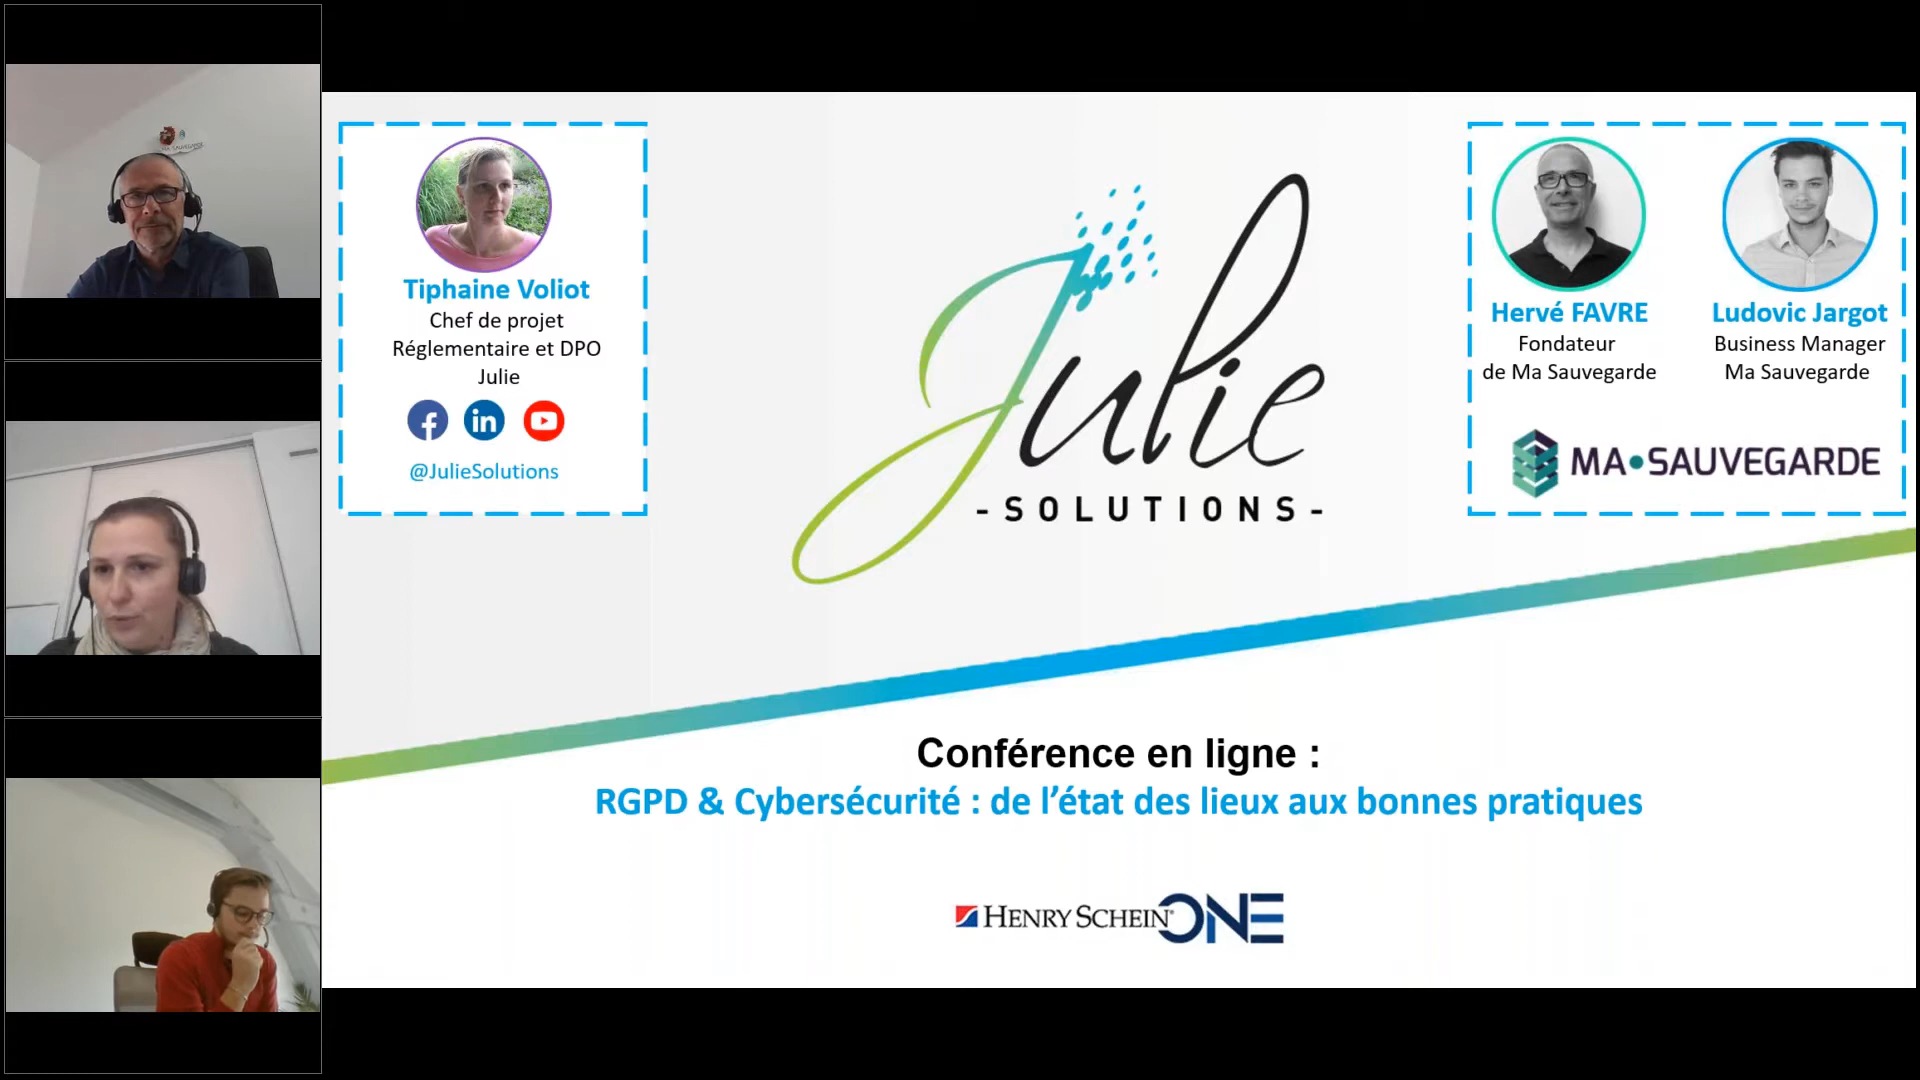 MA SAUVEGARDE
Tiphaine Voliot
Chef de projet
Réglementaire et DPO
Julie
@JulieSolutions
Julie
-SOLUTIONS-
Hervé FAVRE
Fondateur
de Ma Sauvegarde
Ludovic Jargot
Business Manager
Ma Sauvegarde
MA•SAUVEGARDE
Conférence en ligne :
RGPD & Cybersécurité : de l’état des lieux aux bonnes pratiques
HENRY SCHEIN® ONE